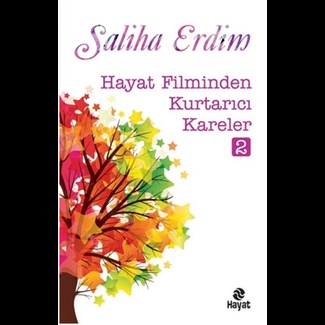 Saliha Erdim
Hayat Filminden
Kurtarıcı
Kareler
2
Hayat